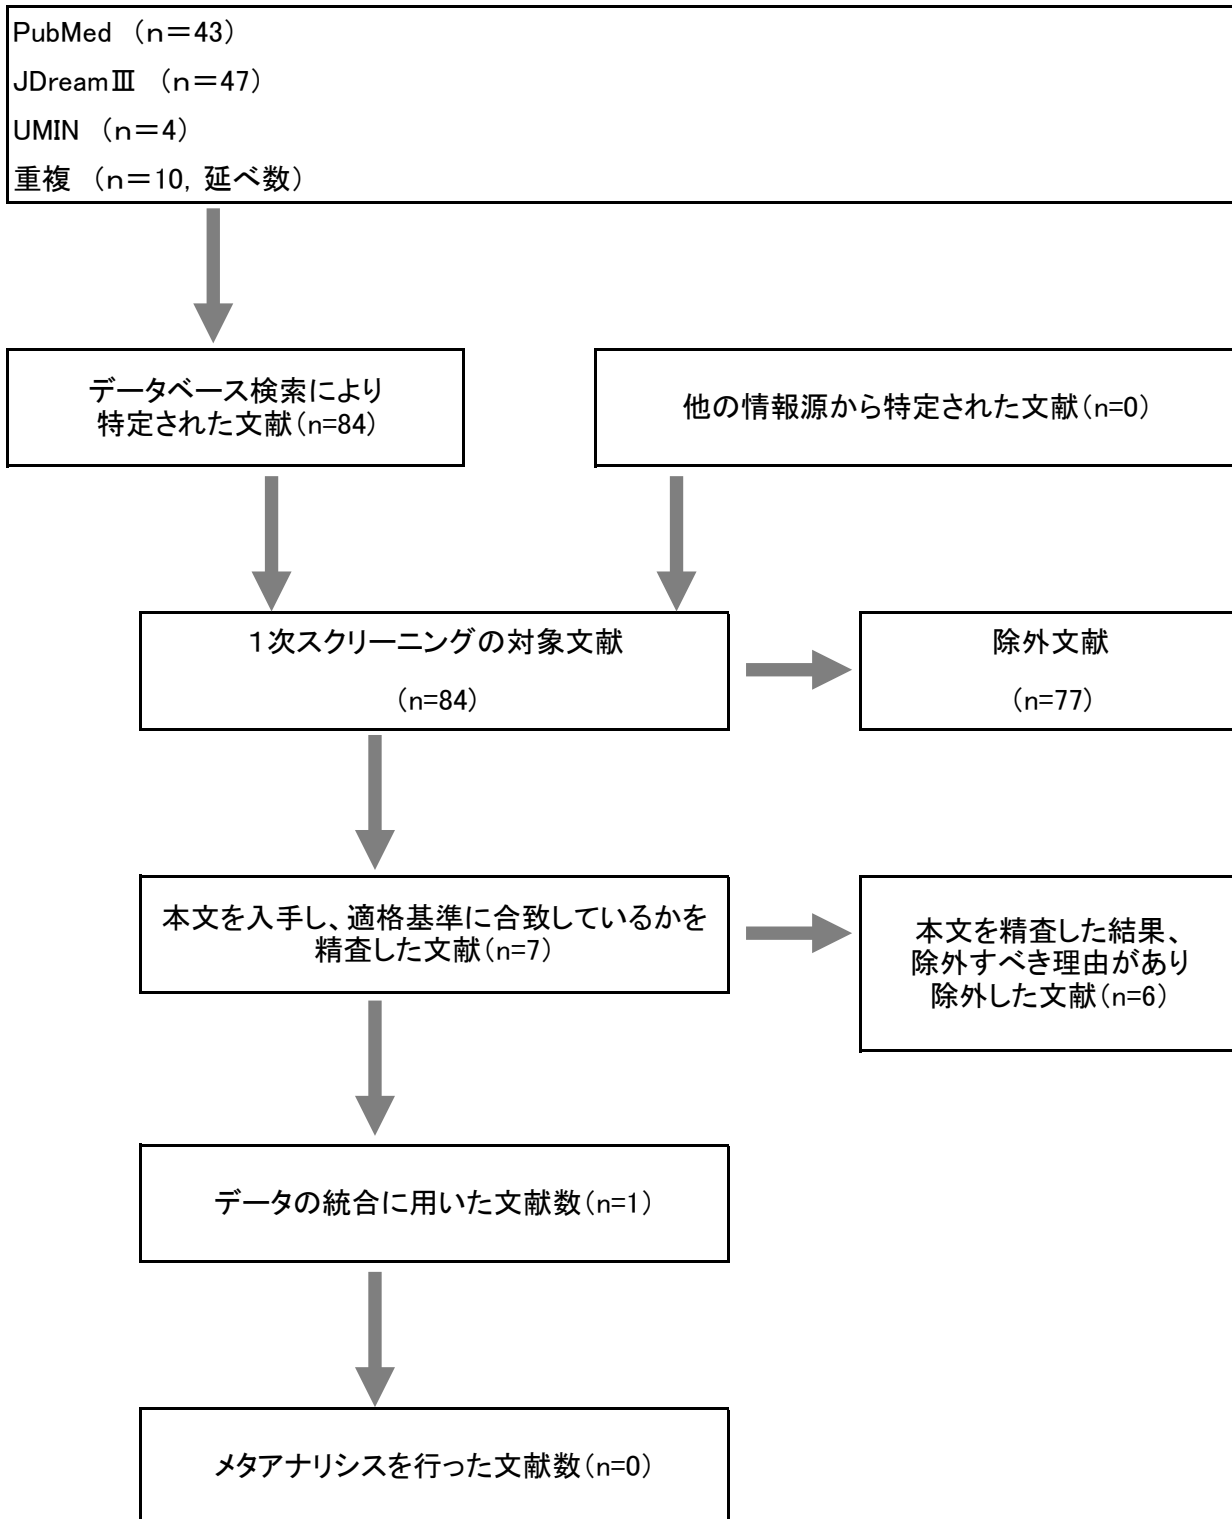 PubMed （ｎ＝43）
JDreamⅢ （ｎ＝47）
UMIN （ｎ＝4）
重複 （ｎ＝10，延べ数）
データベース検索により
特定された文献（n=84）
他の情報源から特定された文献（n=0）
１次スクリーニングの対象文献
（n=84）
除外文献
（n=77）
本文を入手し、適格基準に合致しているかを
精査した文献（n=7）
本文を精査した結果、
除外すべき理由があり
除外した文献（n=6）
データの統合に用いた文献数（n=1）
メタアナリシスを行った文献数（n=0）